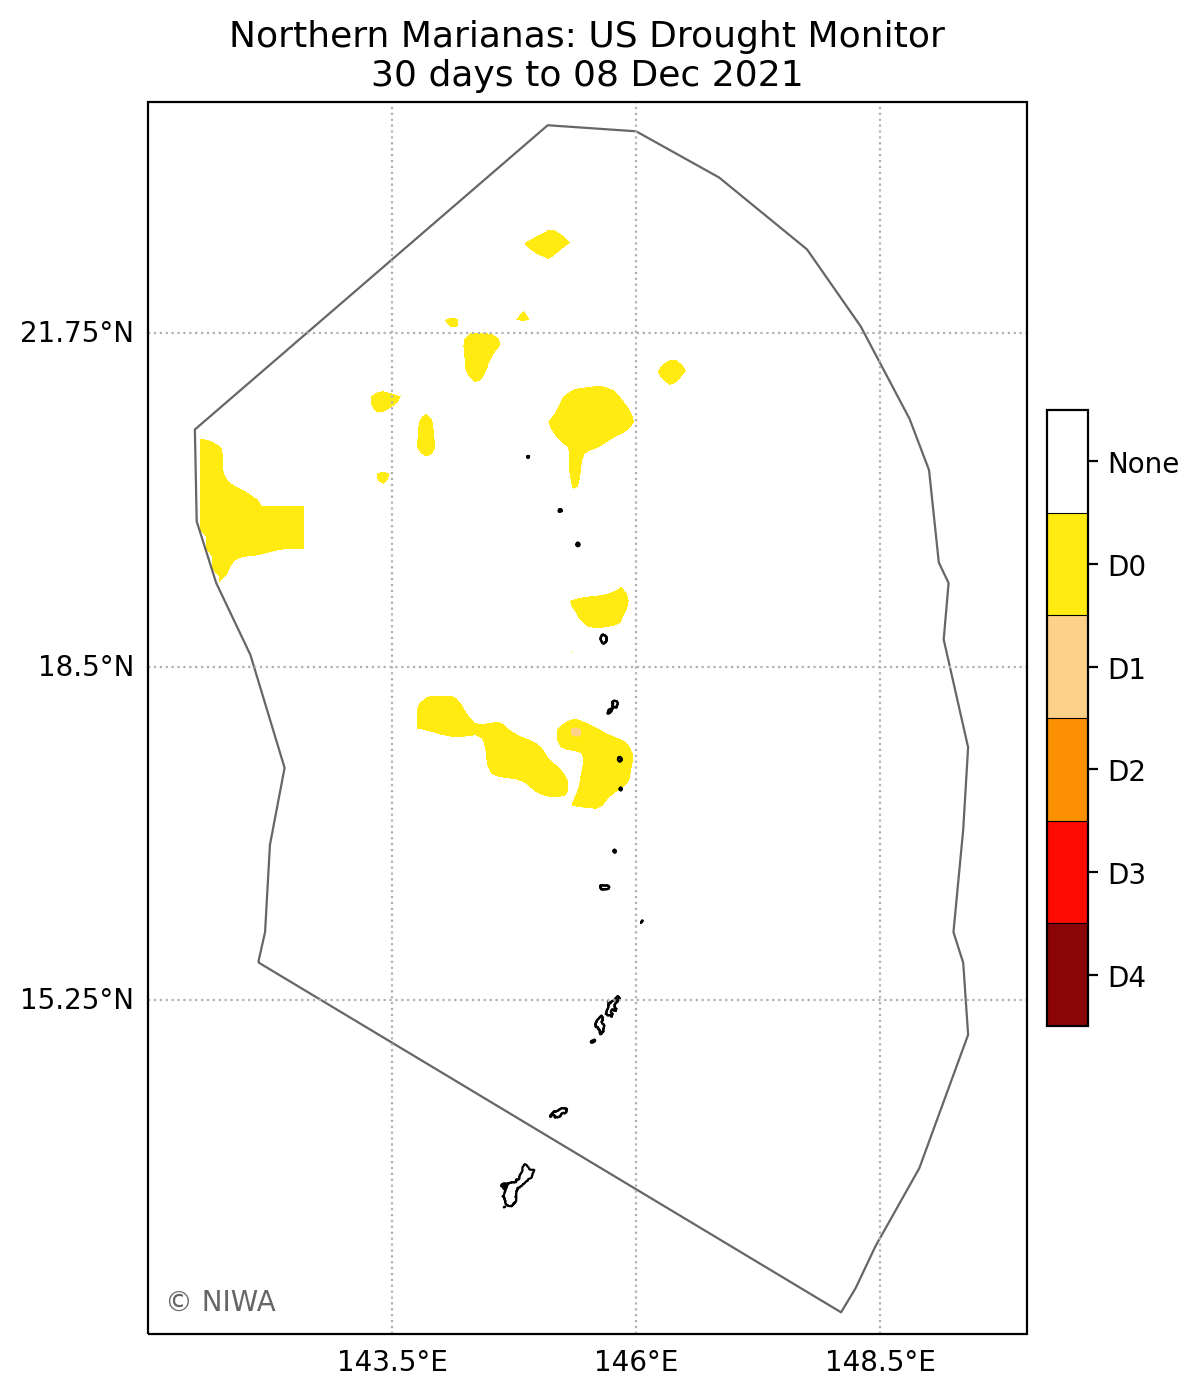 Northern Marianas: US Drought Monitor
30 days to 08 Dec 2021
21.75°N
18.5°N
15.25°N
143.5°E
146°E
148.5°E
None
D0
D1
D2
D3
D4
© NIWA